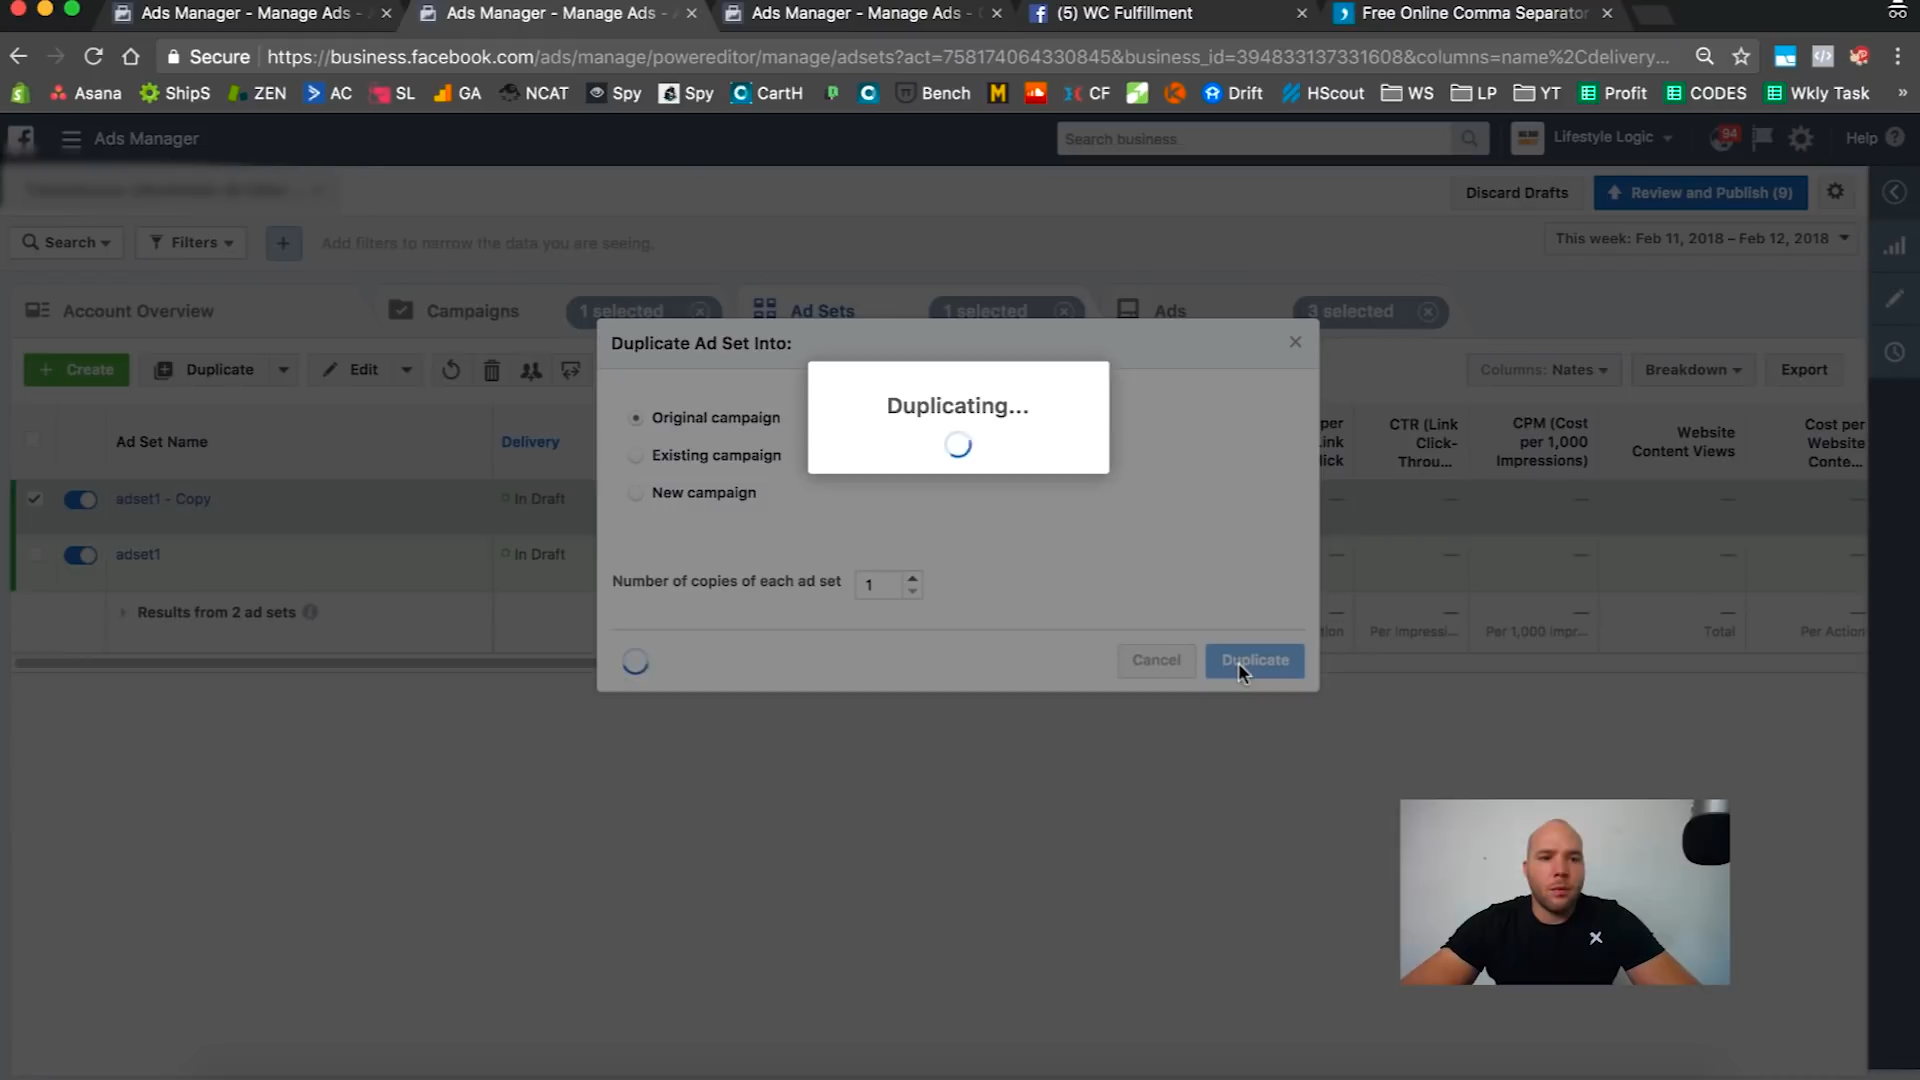 Ads Manager - Manage Ads -
Ads Manager - Manage Ads -
Ads Manager - Manage Ads -
(5) WC Fulfillment
Free Online Comma Separator
Secure
https://business.facebook.com/ads/manage/powereditor/manage/adsets?act=758174064330845&business_id=394833137331608&columns=name%2Cdelivery...
Asana
ShipS
ZEN
AC
SL
GA
NCAT
Spy
Spy
CartH
Bench
CF
Drift
HScout
WS
LP
YT
Profit
CODES
Wkly Task
»
Ads Manager
Search business
Lifestyle Logic
94
Help
Discard Drafts
Review and Publish (9)
Search
Filters
+
Add filters to narrow the data you are seeing.
This week: Feb 11, 2018 – Feb 12, 2018
Account Overview
Campaigns
1 selected
Ad Sets
1 selected
Ads
3 selected
+ Create
Duplicate
Edit
Columns: Nates
Breakdown
Export
Duplicate Ad Set Into:
Duplicating...
Original campaign
Existing campaign
New campaign
Number of copies of each ad set
1
Cancel
Duplicate
Ad Set Name
Delivery
per
ink
lick
CTR (Link
Click-
Throu...
CPM (Cost
per 1,000
Impressions)
Website
Content Views
Cost per
Website
Conte...
adset1 - Copy
In Draft
— — — —
adset1
In Draft
— — — —
Results from 2 ad sets
— — — —
tion
Per Impressi...
Per 1,000 Impr...
Total
Per Action